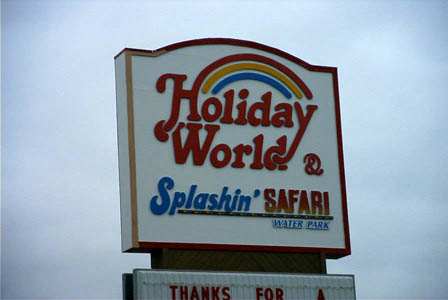 Holiday
World &
Splashin' SAFARI
WATER PARK
THANKS FOR A